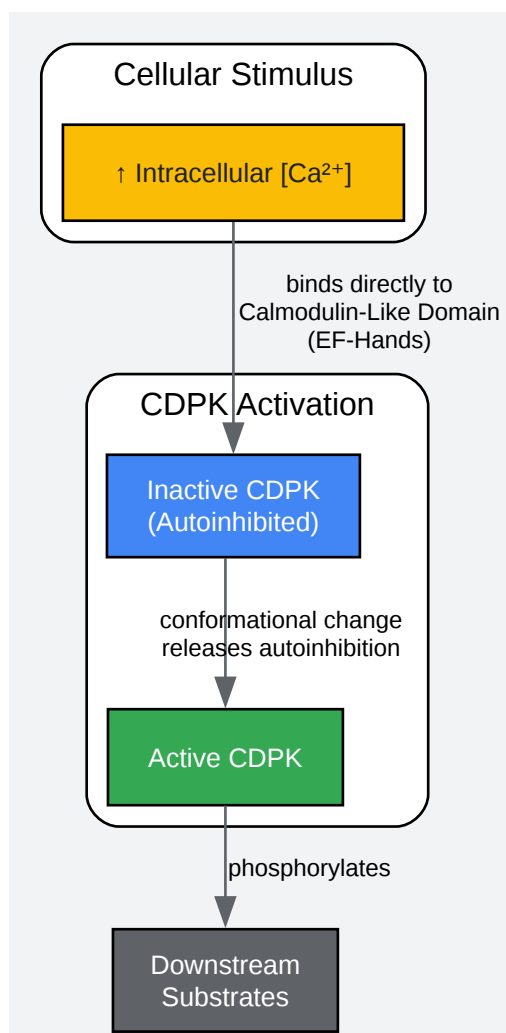 Cellular Stimulus
↑ Intracellular [Ca²⁺]
binds directly to
Calmodulin-Like Domain
(EF-Hands)
CDPK Activation
Inactive CDPK
(Autoinhibited)
conformational change
releases autoinhibition
Active CDPK
phosphorylates
Downstream
Substrates